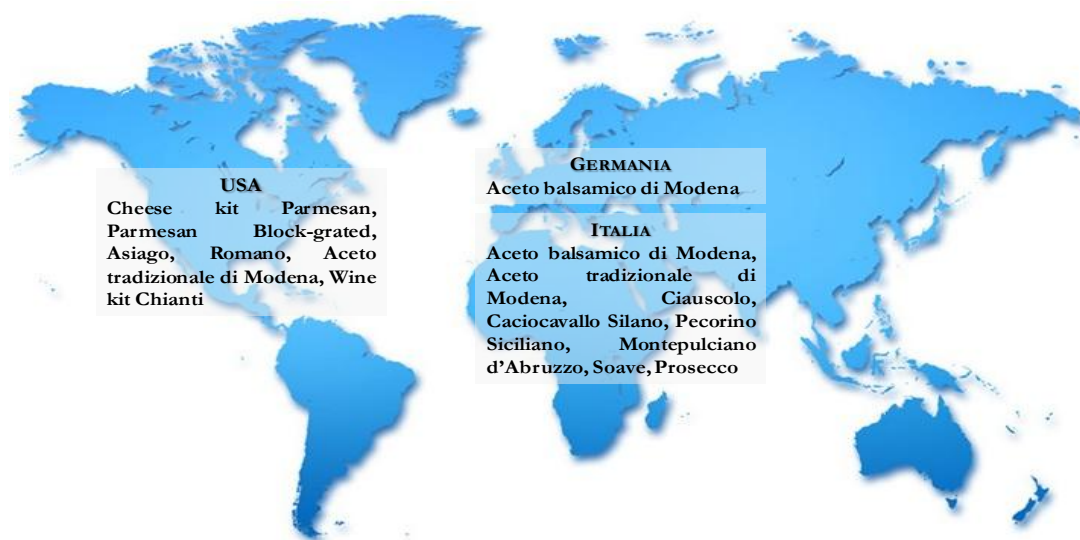 USA
Cheese kit Parmesan,
Parmesan Block-grated,
Asiago, Romano, Aceto
tradizionale di Modena, Wine
kit Chianti
GERMANIA
Aceto balsamico di Modena
ITALIA
Aceto balsamico di Modena,
Aceto tradizionale di
Modena, Ciauscolo,
Caciocavallo Silano, Pecorino
Siciliano, Montepulciano
d’Abruzzo, Soave, Prosecco